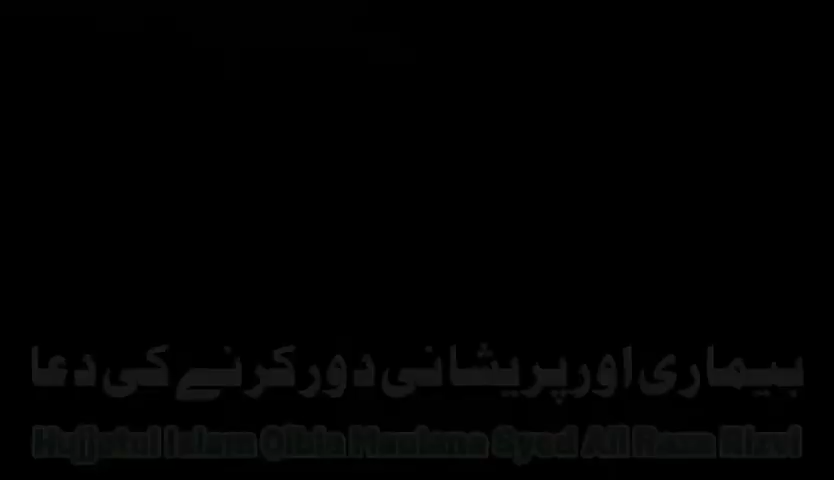 بیماری اور پریشانی دور کرنے کی دعا
Hujjatul Islam Qibla Maulana Syed Ali Raza Rizvi